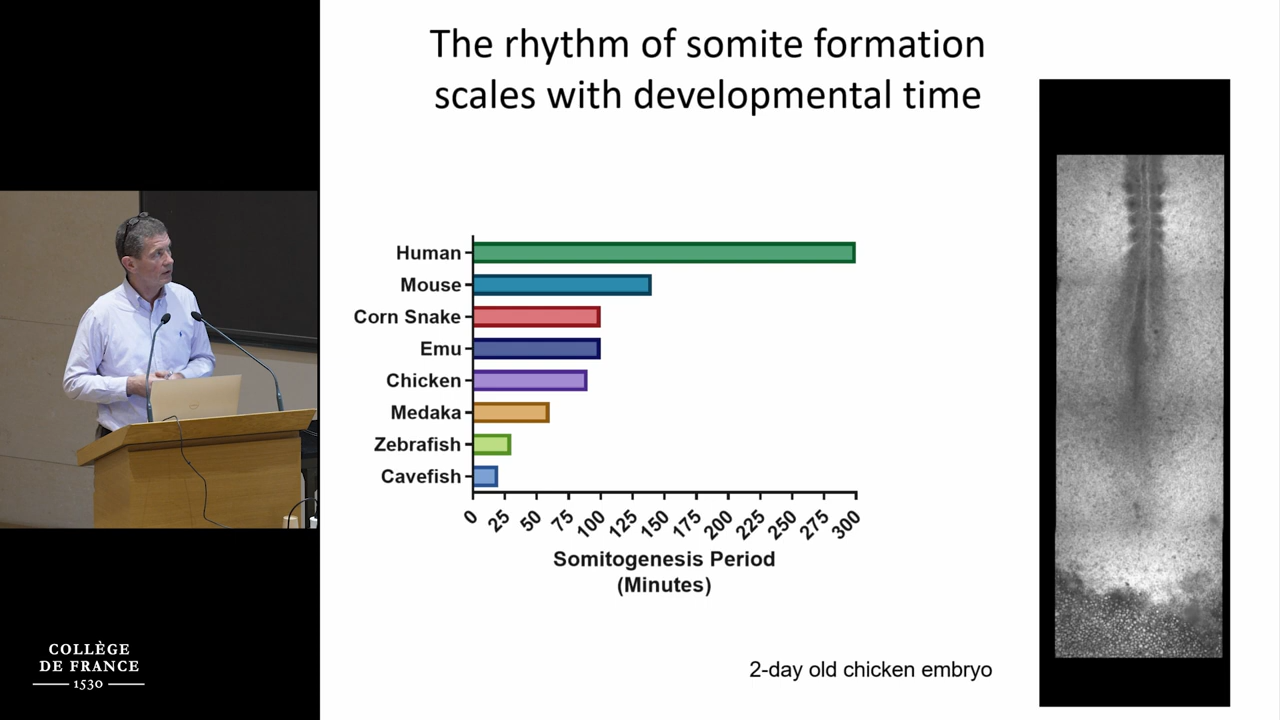 The rhythm of somite formation
scales with developmental time
Human
Mouse
Corn Snake
Emu
Chicken
Medaka
Zebrafish
Cavefish
0 25 50 75 100 125 150 175 200 225 250 275 300
Somitogenesis Period
(Minutes)
2-day old chicken embryo
COLLÈGE
DE FRANCE
1530